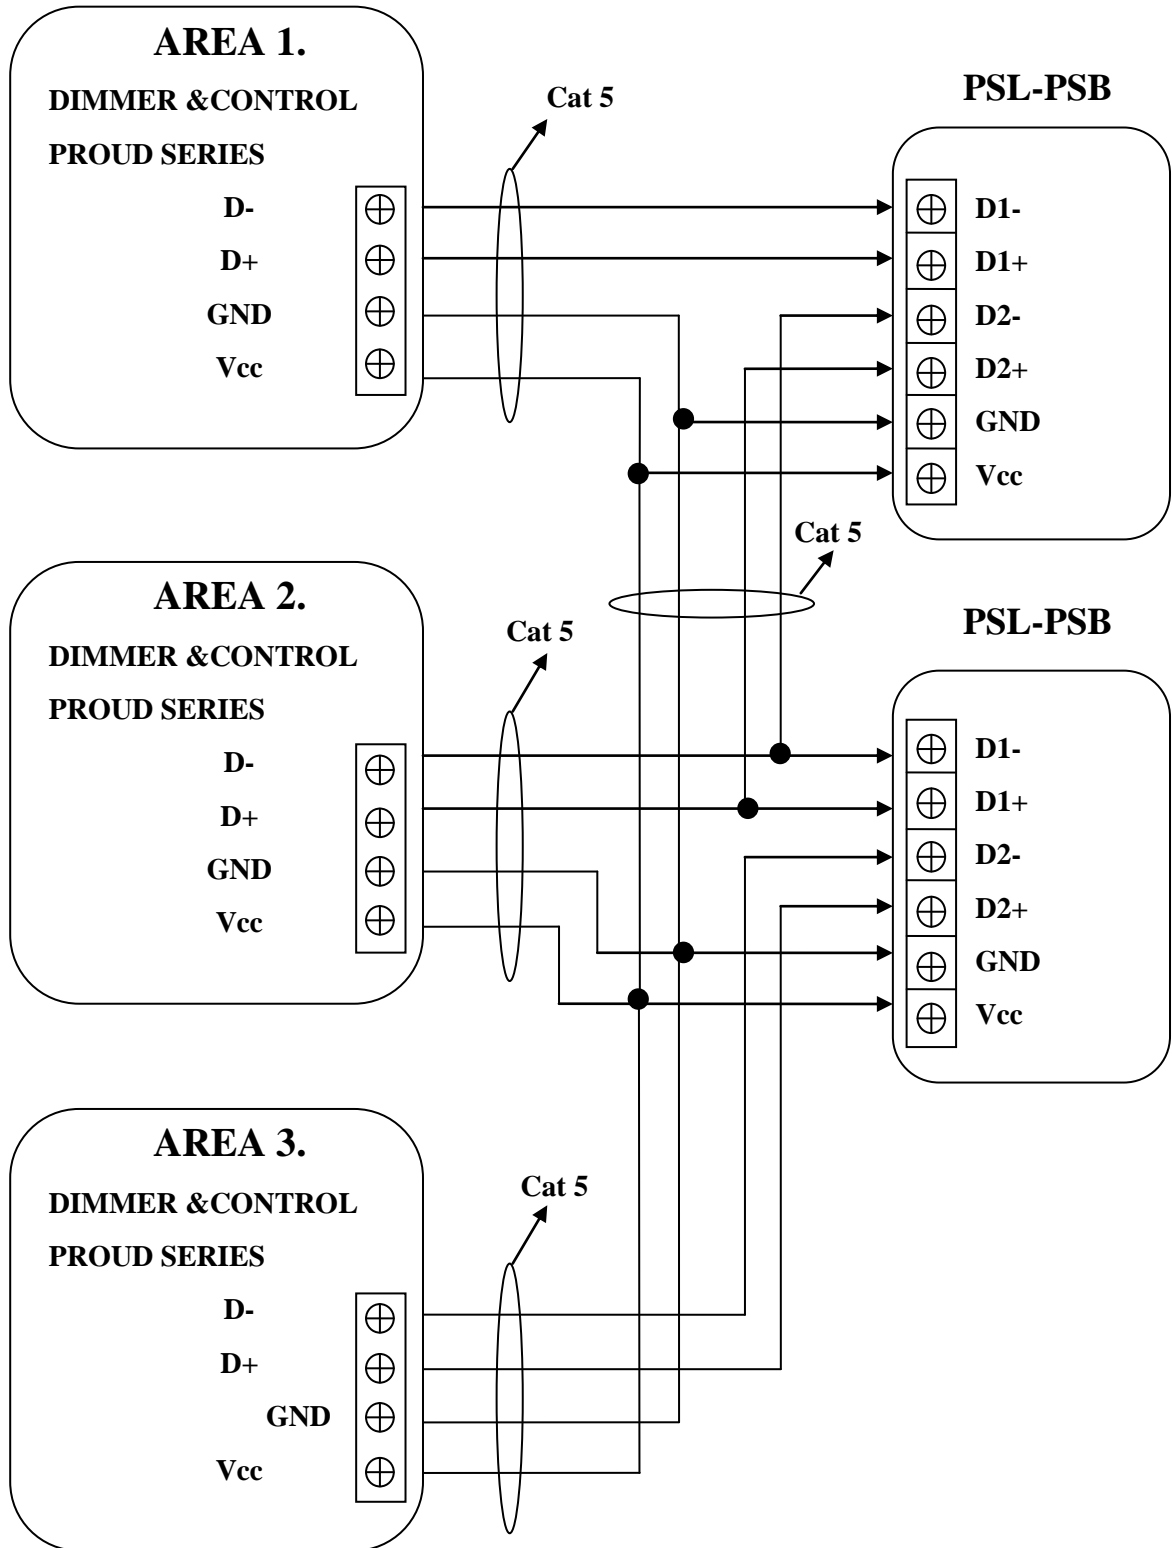 AREA 1.
DIMMER &CONTROL
PROUD SERIES
D-
D+
GND
Vcc
Cat 5
PSL-PSB
D1-
D1+
D2-
D2+
GND
Vcc
Cat 5
AREA 2.
DIMMER &CONTROL
PROUD SERIES
D-
D+
GND
Vcc
Cat 5
PSL-PSB
D1-
D1+
D2-
D2+
GND
Vcc
AREA 3.
DIMMER &CONTROL
PROUD SERIES
D-
D+
GND
Vcc
Cat 5